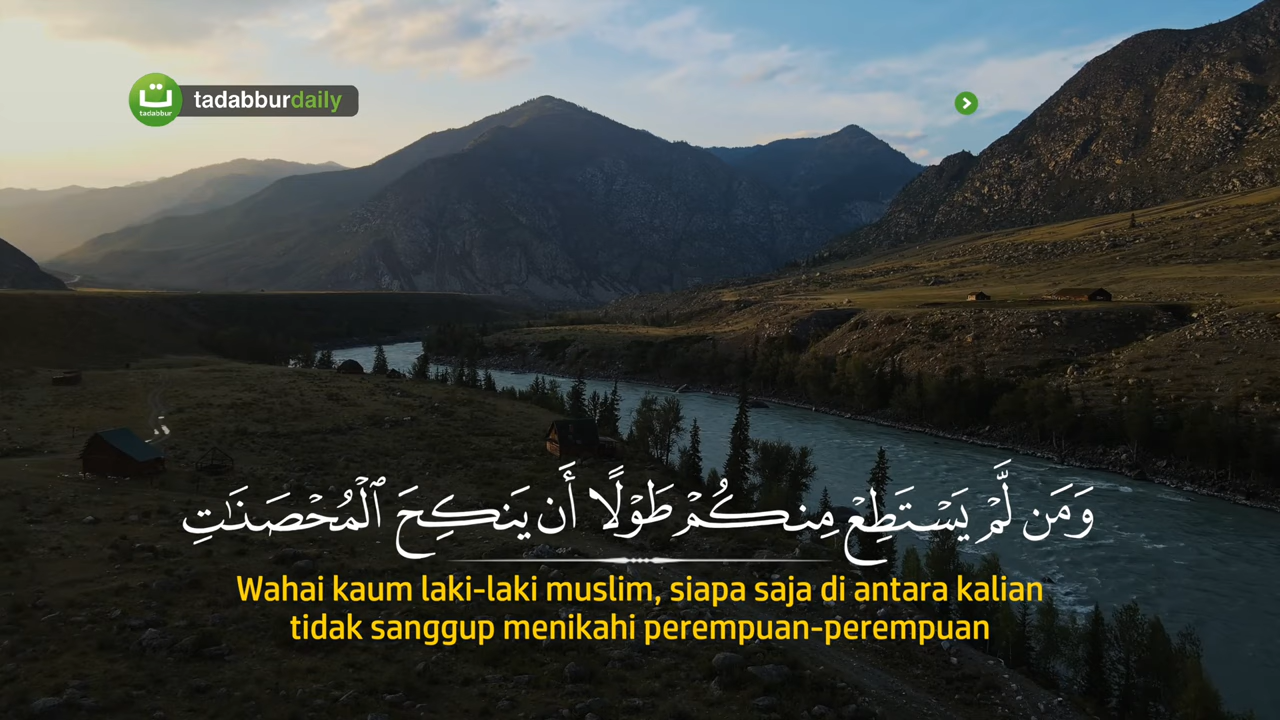 ت
tadabbur
tadabburdaily
وَمَن لَّمْ يَسْتَطِعْ مِنكُمْ طَوْلًا أَن يَنكِحَ ٱلْمُحْصَنَـٰتِ
Wahai kaum laki-laki muslim, siapa saja di antara kalian
tidak sanggup menikahi perempuan-perempuan